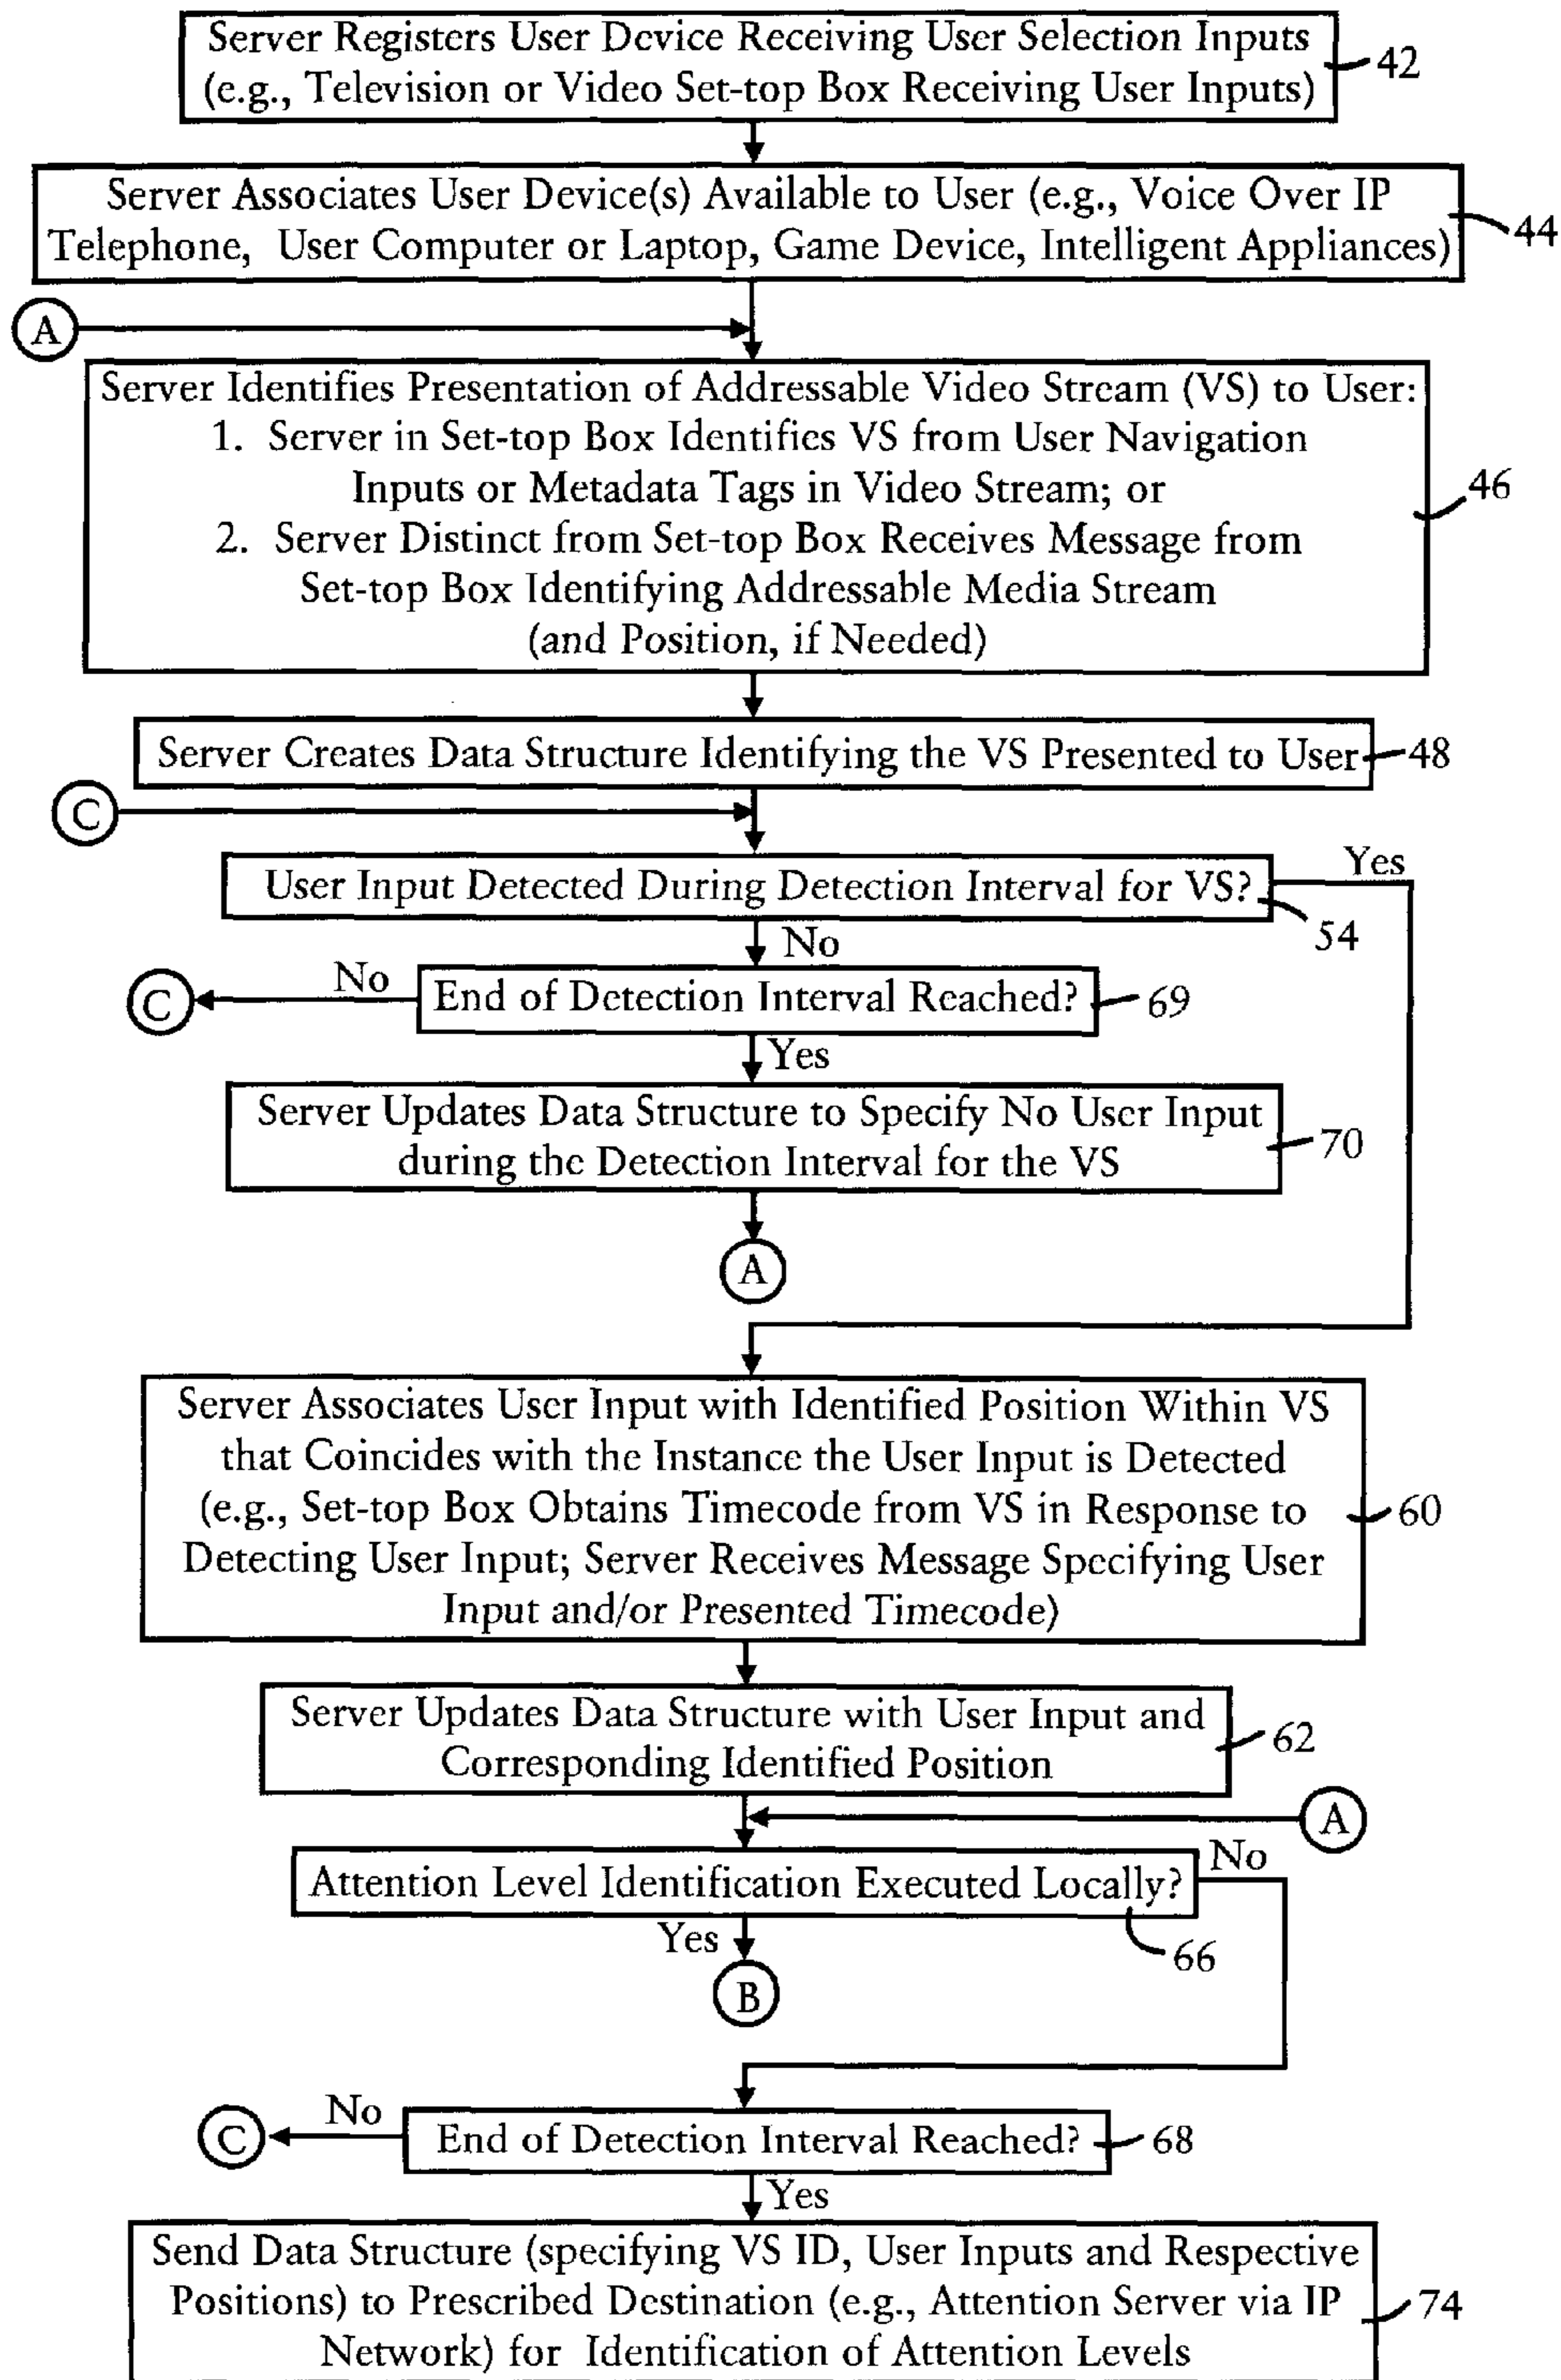 Server Registers User Device Receiving User Selection Inputs
(e.g., Television or Video Set-top Box Receiving User Inputs)
42
Server Associates User Device(s) Available to User (e.g., Voice Over IP
Telephone, User Computer or Laptop, Game Device, Intelligent Appliances)
44
A
Server Identifies Presentation of Addressable Video Stream (VS) to User:
1. Server in Set-top Box Identifies VS from User Navigation
Inputs or Metadata Tags in Video Stream; or
2. Server Distinct from Set-top Box Receives Message from
Set-top Box Identifying Addressable Media Stream
(and Position, if Needed)
46
Server Creates Data Structure Identifying the VS Presented to User
48
C
User Input Detected During Detection Interval for VS?
Yes
54
No
C
No
End of Detection Interval Reached?
69
Yes
Server Updates Data Structure to Specify No User Input
during the Detection Interval for the VS
70
A
Server Associates User Input with Identified Position Within VS
that Coincides with the Instance the User Input is Detected
(e.g., Set-top Box Obtains Timecode from VS in Response to
Detecting User Input; Server Receives Message Specifying User
Input and/or Presented Timecode)
60
Server Updates Data Structure with User Input and
Corresponding Identified Position
62
A
Attention Level Identification Executed Locally?
No
66
Yes
B
C
No
End of Detection Interval Reached?
68
Yes
Send Data Structure (specifying VS ID, User Inputs and Respective
Positions) to Prescribed Destination (e.g., Attention Server via IP
Network) for Identification of Attention Levels
74